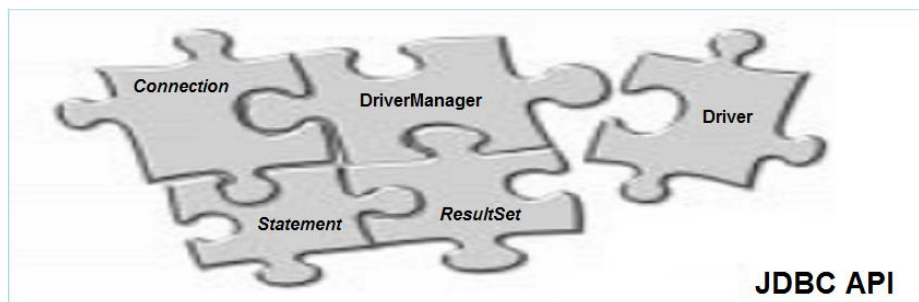 Connection
DriverManager
Driver
Statement
ResultSet
JDBC API